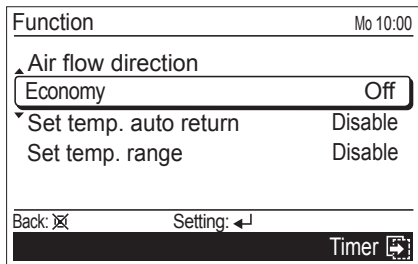 Function Mo 10:00
Air flow direction
Economy Off
Set temp. auto return Disable
Set temp. range Disable
Back: Setting:
Timer